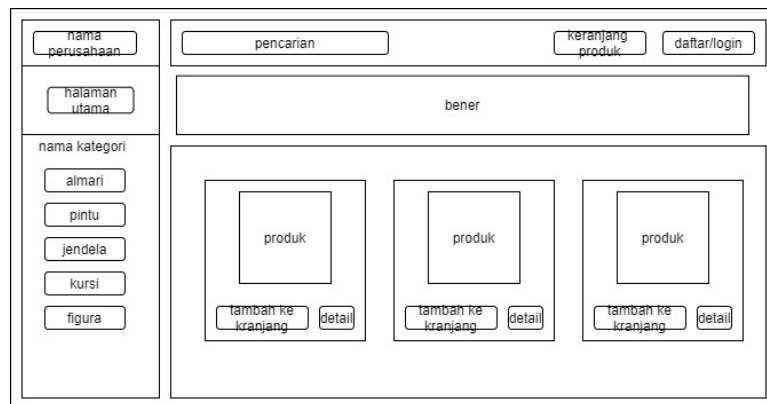 nama
perusahaan
pencarian
keranjang
produk
daftar/login
halaman
utama
bener
nama kategori
almari
pintu
jendela
kursi
figura
produk
tambah ke
kranjang
detail
produk
tambah ke
kranjang
detail
produk
tambah ke
kranjang
detail